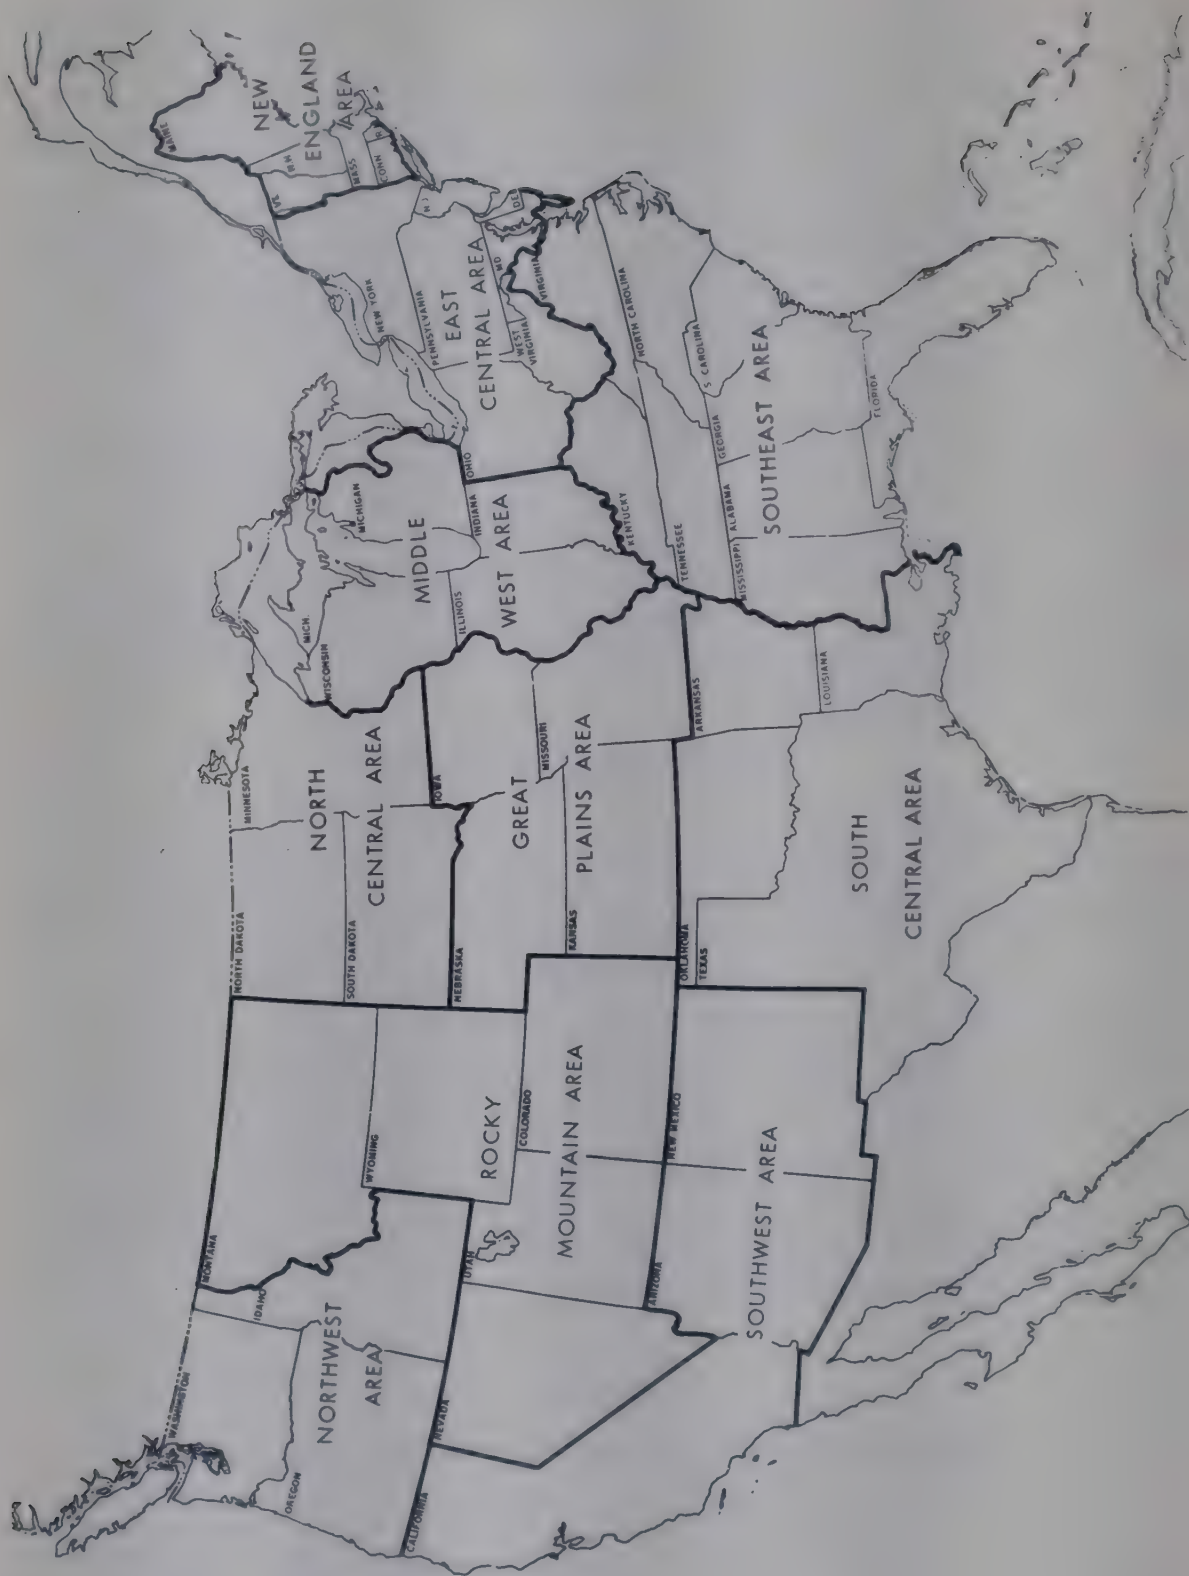 WASHINGTON
MONTANA
NORTH DAKOTA
MINNESOTA
MAINE
OREGON
IDAHO
NORTHWEST
AREA
WYOMING
SOUTH DAKOTA
NORTH
CENTRAL AREA
WISCONSIN
MICH.
MICHIGAN
NEW YORK
VT
N H
MASS
CONN
R
NEW
ENGLAND
AREA
CALIFORNIA
NEVADA
UTAH
ROCKY
MOUNTAIN AREA
COLORADO
NEBRASKA
IOWA
GREAT
PLAINS AREA
KANSAS
MISSOURI
ILLINOIS
MIDDLE
WEST AREA
INDIANA
OHIO
PENNSYLVANIA
N J
EAST
CENTRAL AREA
MD
DEL
WEST
VIRGINIA
VIRGINIA
KENTUCKY
ARIZONA
NEW MEXICO
SOUTHWEST AREA
OKLAHOMA
TEXAS
ARKANSAS
TENNESSEE
NORTH CAROLINA
S CAROLINA
MISSISSIPPI
ALABAMA
GEORGIA
SOUTHEAST AREA
LOUISIANA
FLORIDA
SOUTH
CENTRAL AREA